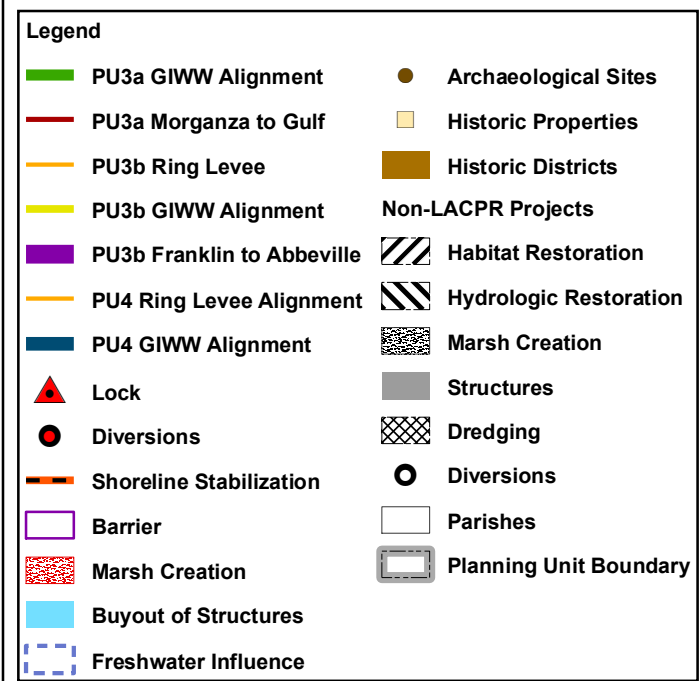 Legend
PU3a GIWW Alignment
PU3a Morganza to Gulf
PU3b Ring Levee
PU3b GIWW Alignment
PU3b Franklin to Abbeville
PU4 Ring Levee Alignment
PU4 GIWW Alignment
Lock
Diversions
Shoreline Stabilization
Barrier
Marsh Creation
Buyout of Structures
Freshwater Influence
Archaeological Sites
Historic Properties
Historic Districts
Non-LACPR Projects
Habitat Restoration
Hydrologic Restoration
Marsh Creation
Structures
Dredging
Diversions
Parishes
Planning Unit Boundary